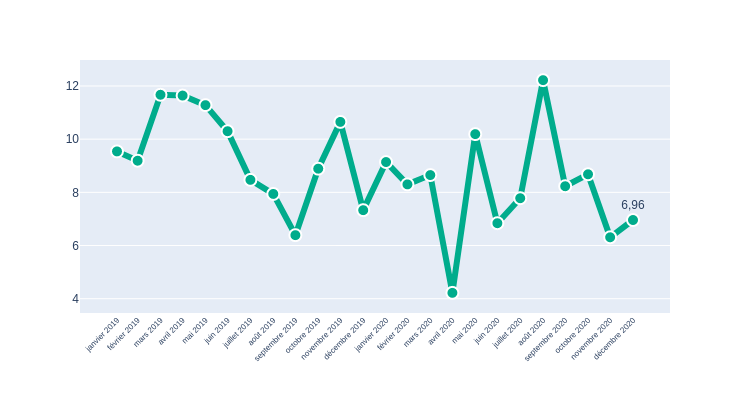 12
10
8
6
4
6,96
janvier 2019
février 2019
mars 2019
avril 2019
mai 2019
juin 2019
juillet 2019
août 2019
septembre 2019
octobre 2019
novembre 2019
décembre 2019
janvier 2020
février 2020
mars 2020
avril 2020
mai 2020
juin 2020
juillet 2020
août 2020
septembre 2020
octobre 2020
novembre 2020
décembre 2020